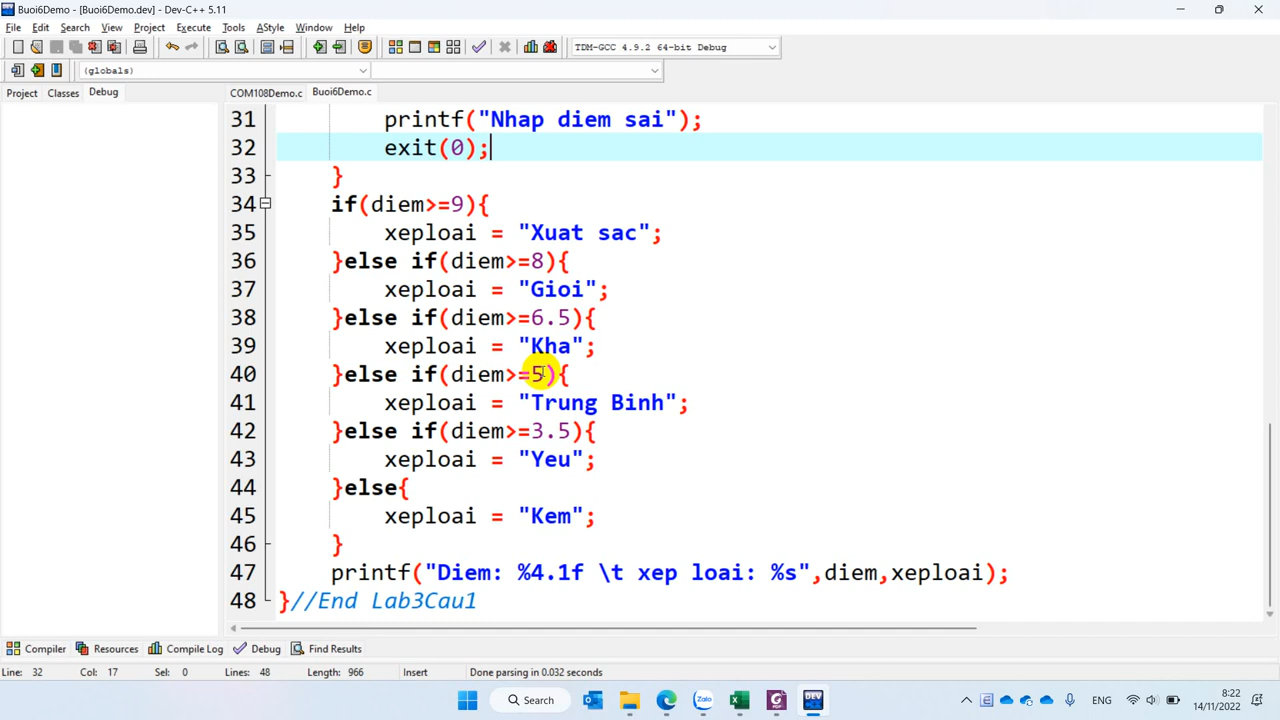 Buoi6Demo - [Buoi6Demo.dev] - Dev-C++ 5.11
File Edit Search View Project Execute Tools AStyle Window Help
TDM-GCC 4.9.2 64-bit Debug
(globals)
Project Classes Debug COM108Demo.c Buoi6Demo.c
31 printf("Nhap diem sai");
32 exit(0);
33 }
34 if(diem>=9){
35 xeploai = "Xuat sac";
36 }else if(diem>=8){
37 xeploai = "Gioi";
38 }else if(diem>=6.5){
39 xeploai = "Kha";
40 }else if(diem>=5){
41 xeploai = "Trung Binh";
42 }else if(diem>=3.5){
43 xeploai = "Yeu";
44 }else{
45 xeploai = "Kem";
46 }
47 printf("Diem: %4.1f \t xep loai: %s",diem,xeploai);
48 }//End Lab3Cau1
Compiler Resources Compile Log Debug Find Results
Line: 32 Col: 17 Sel: 0 Lines: 48 Length: 966 Insert Done parsing in 0.032 seconds
Search Zalo ENG 8:22
14/11/2022